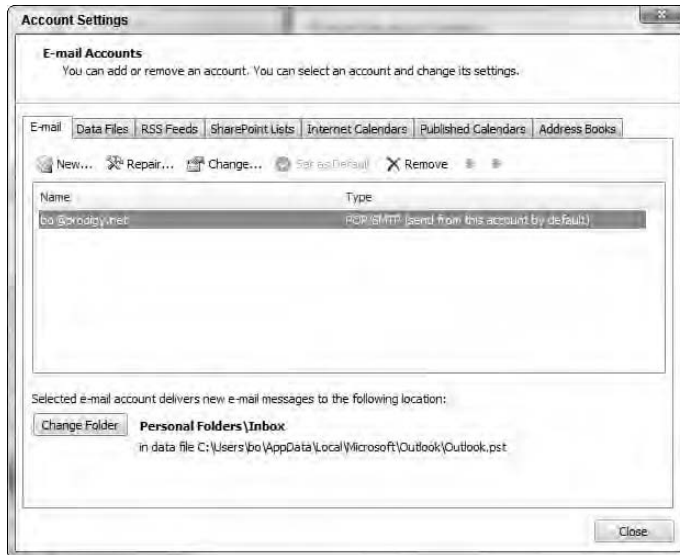 Account Settings
E-mail Accounts
You can add or remove an account. You can select an account and change its settings.
E-mail Data Files RSS Feeds SharePoint Lists Internet Calendars Published Calendars Address Books
New... Repair... Change... Set as Default Remove
Name Type
bo @prodigy.net POP/SMTP (send from this account by default)
Selected e-mail account delivers new e-mail messages to the following location:
Change Folder Personal Folders\Inbox
in data file C:\Users\bo\AppData\Local\Microsoft\Outlook\Outlook.pst
Close